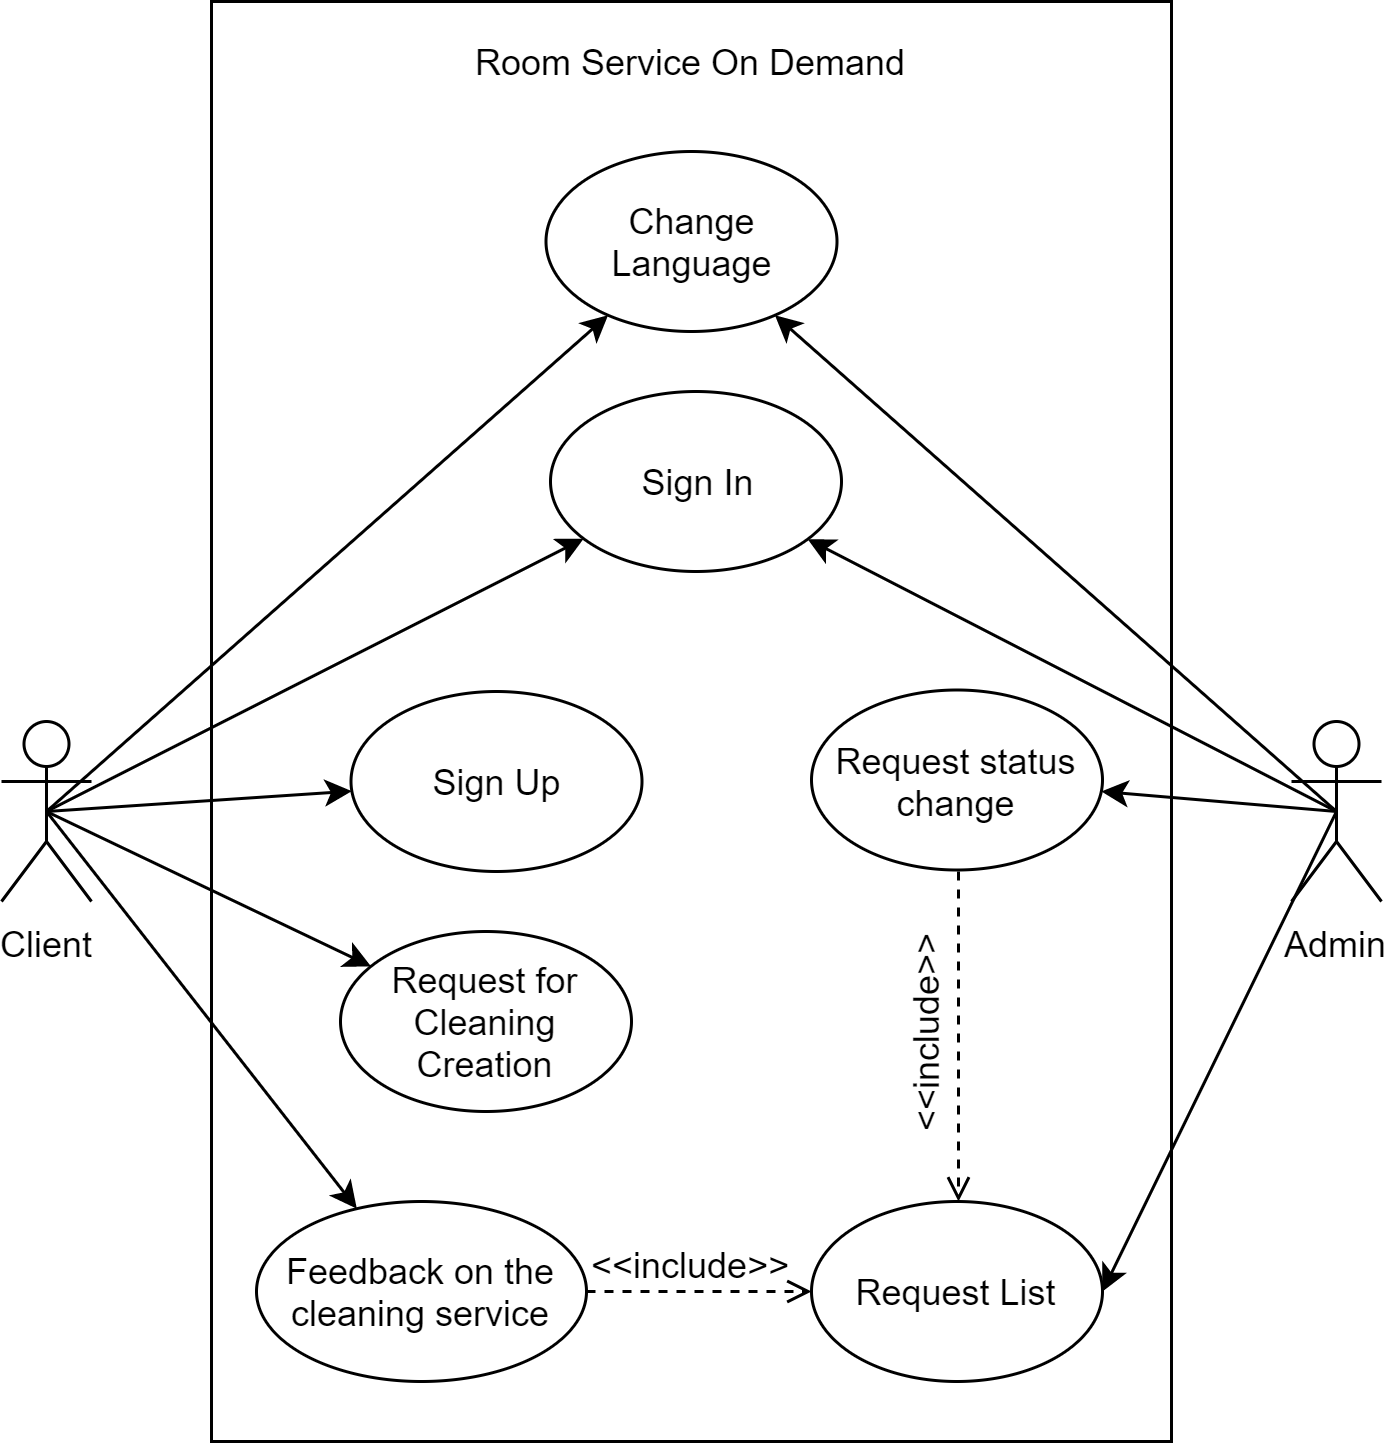 Room Service On Demand
Change
Language
Sign In
Sign Up
Request status
change
Client
Admin
Request for
Cleaning
Creation
<<include>>
Feedback on the
cleaning service
<<include>>
Request List